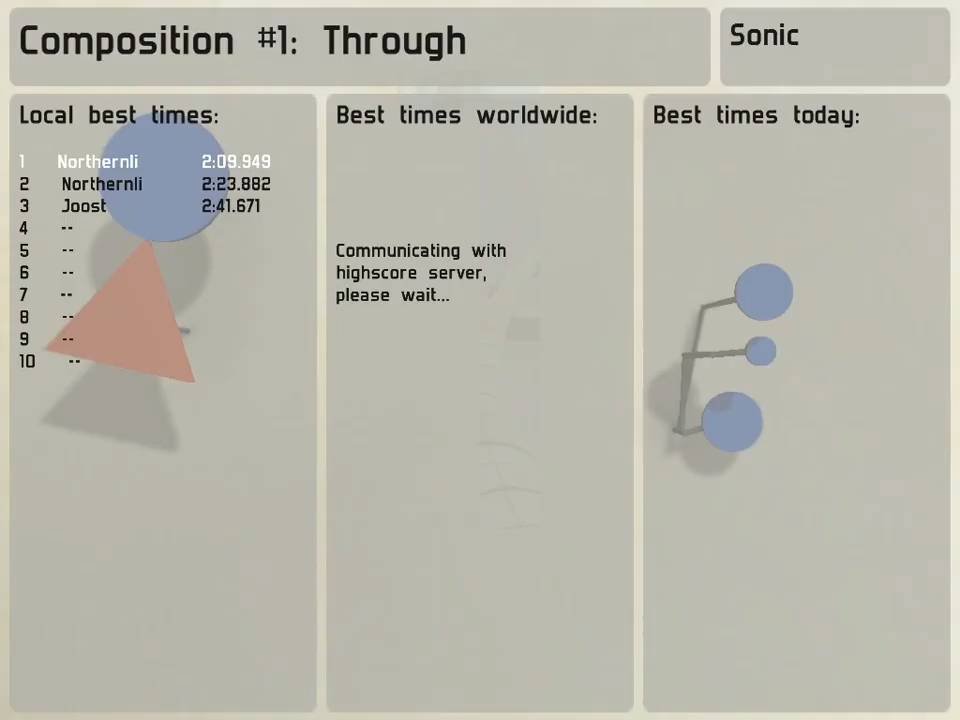 Composition #1: Through
Sonic
Local best times:
1 Northernli 2:09.949
2 Northernli 2:23.882
3 Joost 2:41.671
4 --
5 --
6 --
7 --
8 --
9 --
10 --
Best times worldwide:
Communicating with
highscore server,
please wait...
Best times today: